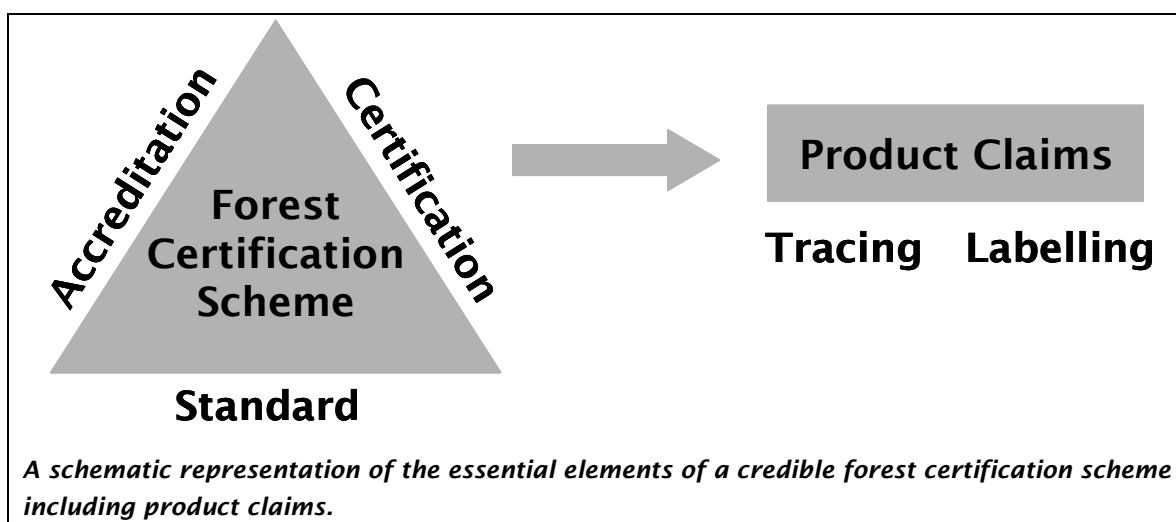 Accreditation
Certification
Forest
Certification
Scheme
Standard
Product Claims
Tracing Labelling
A schematic representation of the essential elements of a credible forest certification scheme
including product claims.